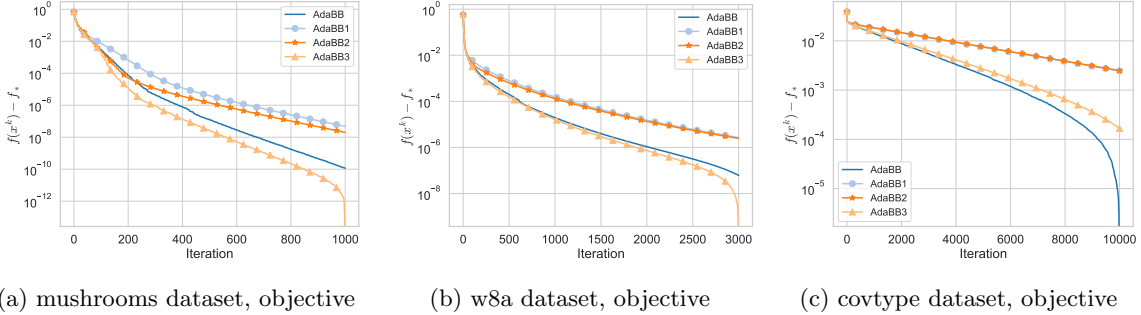 10^0
10^−2
10^−4
10^−6
10^−8
10^−10
10^−12
f(x^k) − f_*
0 200 400 600 800 1000
Iteration
AdaBB
AdaBB1
AdaBB2
AdaBB3
(a) mushrooms dataset, objective
10^0
10^−2
10^−4
10^−6
10^−8
f(x^k) − f_*
0 500 1000 1500 2000 2500 3000
Iteration
AdaBB
AdaBB1
AdaBB2
AdaBB3
(b) w8a dataset, objective
10^−2
10^−3
10^−4
10^−5
f(x^k) − f_*
0 2000 4000 6000 8000 10000
Iteration
AdaBB
AdaBB1
AdaBB2
AdaBB3
(c) covtype dataset, objective